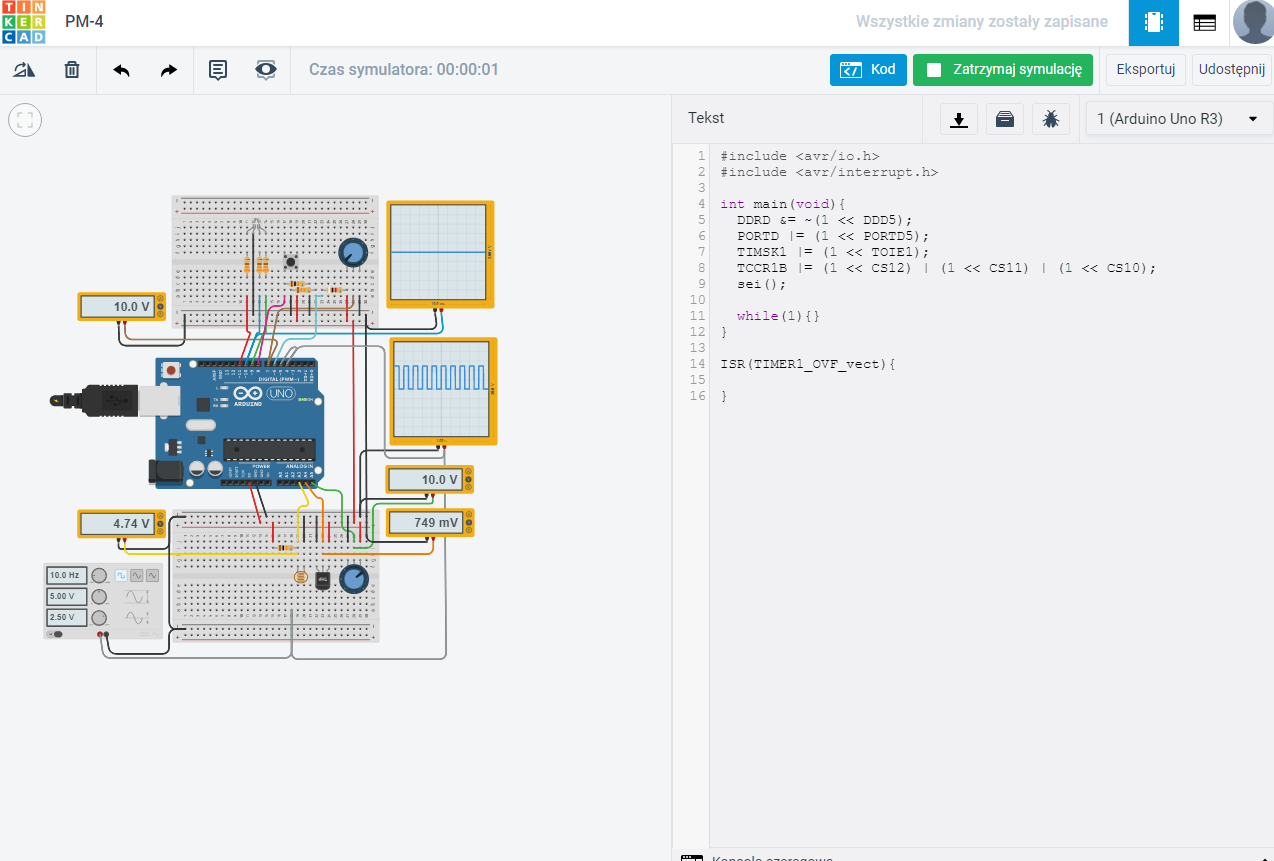 TIN
KER
CAD
PM-4
Wszystkie zmiany zostały zapisane
Czas symulatora: 00:00:01
Kod
Zatrzymaj symulację
Eksportuj
Udostępnij
Tekst
1 (Arduino Uno R3)
1 #include <avr/io.h>
2 #include <avr/interrupt.h>
3
4 int main(void){
5 DDRD &= ~(1 << DDD5);
6 PORTD |= (1 << PORTD5);
7 TIMSK1 |= (1 << TOIE1);
8 TCCR1B |= (1 << CS12) | (1 << CS11) | (1 << CS10);
9 sei();
10
11 while(1){}
12 }
13
14 ISR(TIMER1_OVF_vect){
15
16 }
10.0 V
DIGITAL (PWM~)
UNO
ARDUINO
POWER
ANALOG IN
10.0 V
4.74 V
749 mV
10.0 Hz
5.00 V
2.50 V
Konsola szeregowa